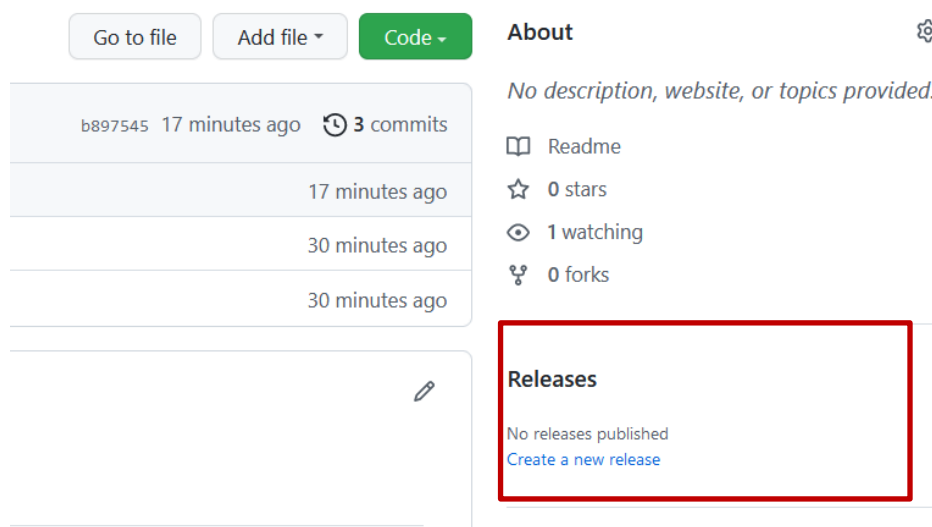 Go to file
Add file
Code
b897545 17 minutes ago 3 commits
17 minutes ago
30 minutes ago
30 minutes ago
About
No description, website, or topics provided.
Readme
0 stars
1 watching
0 forks
Releases
No releases published
Create a new release